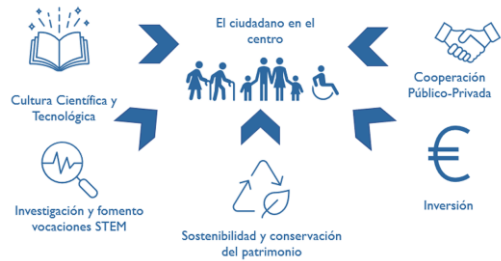 El ciudadano en el
centro
Cultura Científica y
Tecnológica
Cooperación
Público-Privada
Investigación y fomento
vocaciones STEM
Inversión
Sostenibilidad y conservación
del patrimonio